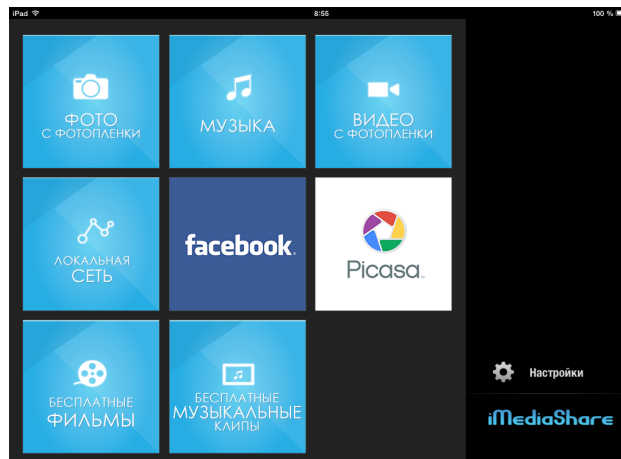 iPad 8:55 100 %
ФОТО
С ФОТОПЛЕНКИ
МУЗЫКА
ВИДЕО
С ФОТОПЛЕНКИ
ЛОКАЛЬНАЯ
СЕТЬ
facebook.
Picasa™
БЕСПЛАТНЫЕ
ФИЛЬМЫ
БЕСПЛАТНЫЕ
МУЗЫКАЛЬНЫЕ
КЛИПЫ
Настройки
iMediaShare